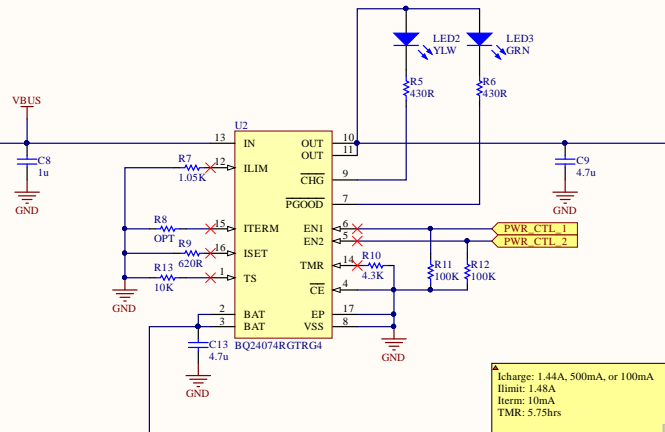 LED2
YLW
LED3
GRN
R5
430R
R6
430R
VBUS
U2
C8
1u
GND
13
IN
OUT
10
OUT
11
C9
4.7u
GND
R7
1.05K
12
ILIM
CHG
9
PGOOD
7
R8
OPT
15
ITERM
EN1
6
PWR_CTL_1
EN2
5
PWR_CTL_2
R9
620R
16
ISET
R13
10K
1
TS
TMR
14
R10
4.3K
R11
100K
R12
100K
CE
4
GND
2
BAT
3
BAT
EP
17
VSS
8
BQ24074RGTRG4
GND
C13
4.7u
GND
Icharge: 1.44A, 500mA, or 100mA
Ilimit: 1.48A
Iterm: 10mA
TMR: 5.75hrs